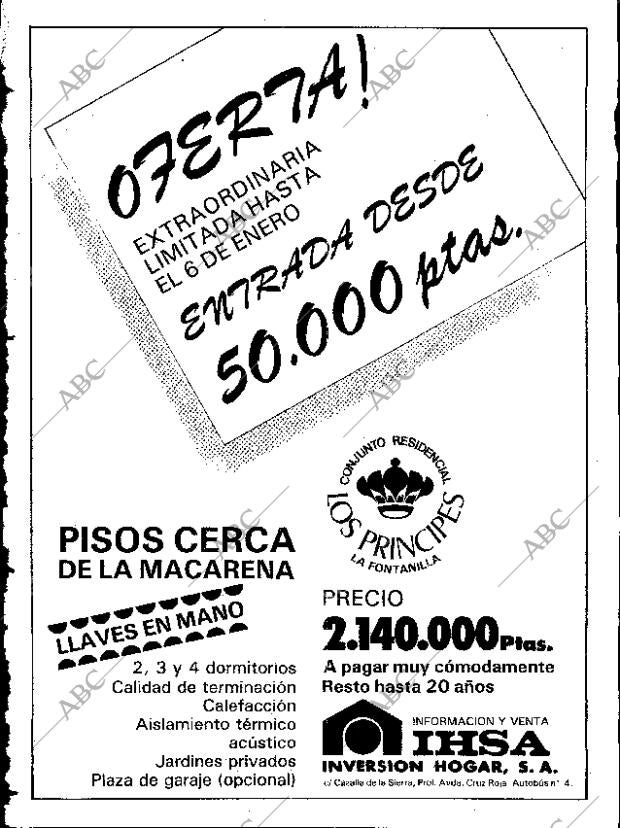 OFERTA!
EXTRAORDINARIA
LIMITADA HASTA
EL 6 DE ENERO
ENTRADA DESDE
50.000 ptas.
CONJUNTO RESIDENCIAL
LOS PRINCIPES
LA FONTANILLA
PISOS CERCA
DE LA MACARENA
LLAVES EN MANO
2, 3 y 4 dormitorios
Calidad de terminación
Calefacción
Aislamiento térmico
acústico
Jardines privados
Plaza de garaje (opcional)
PRECIO
2.140.000 Ptas.
A pagar muy cómodamente
Resto hasta 20 años
INFORMACION Y VENTA
IHSA
INVERSION HOGAR, S. A.
c/ Cazalla de la Sierra, Prol. Avda. Cruz Roja. Autobús n.° 4.
ABC
ABC
ABC
ABC
ABC
ABC
ABC
ABC
ABC
ABC
ABC
ABC